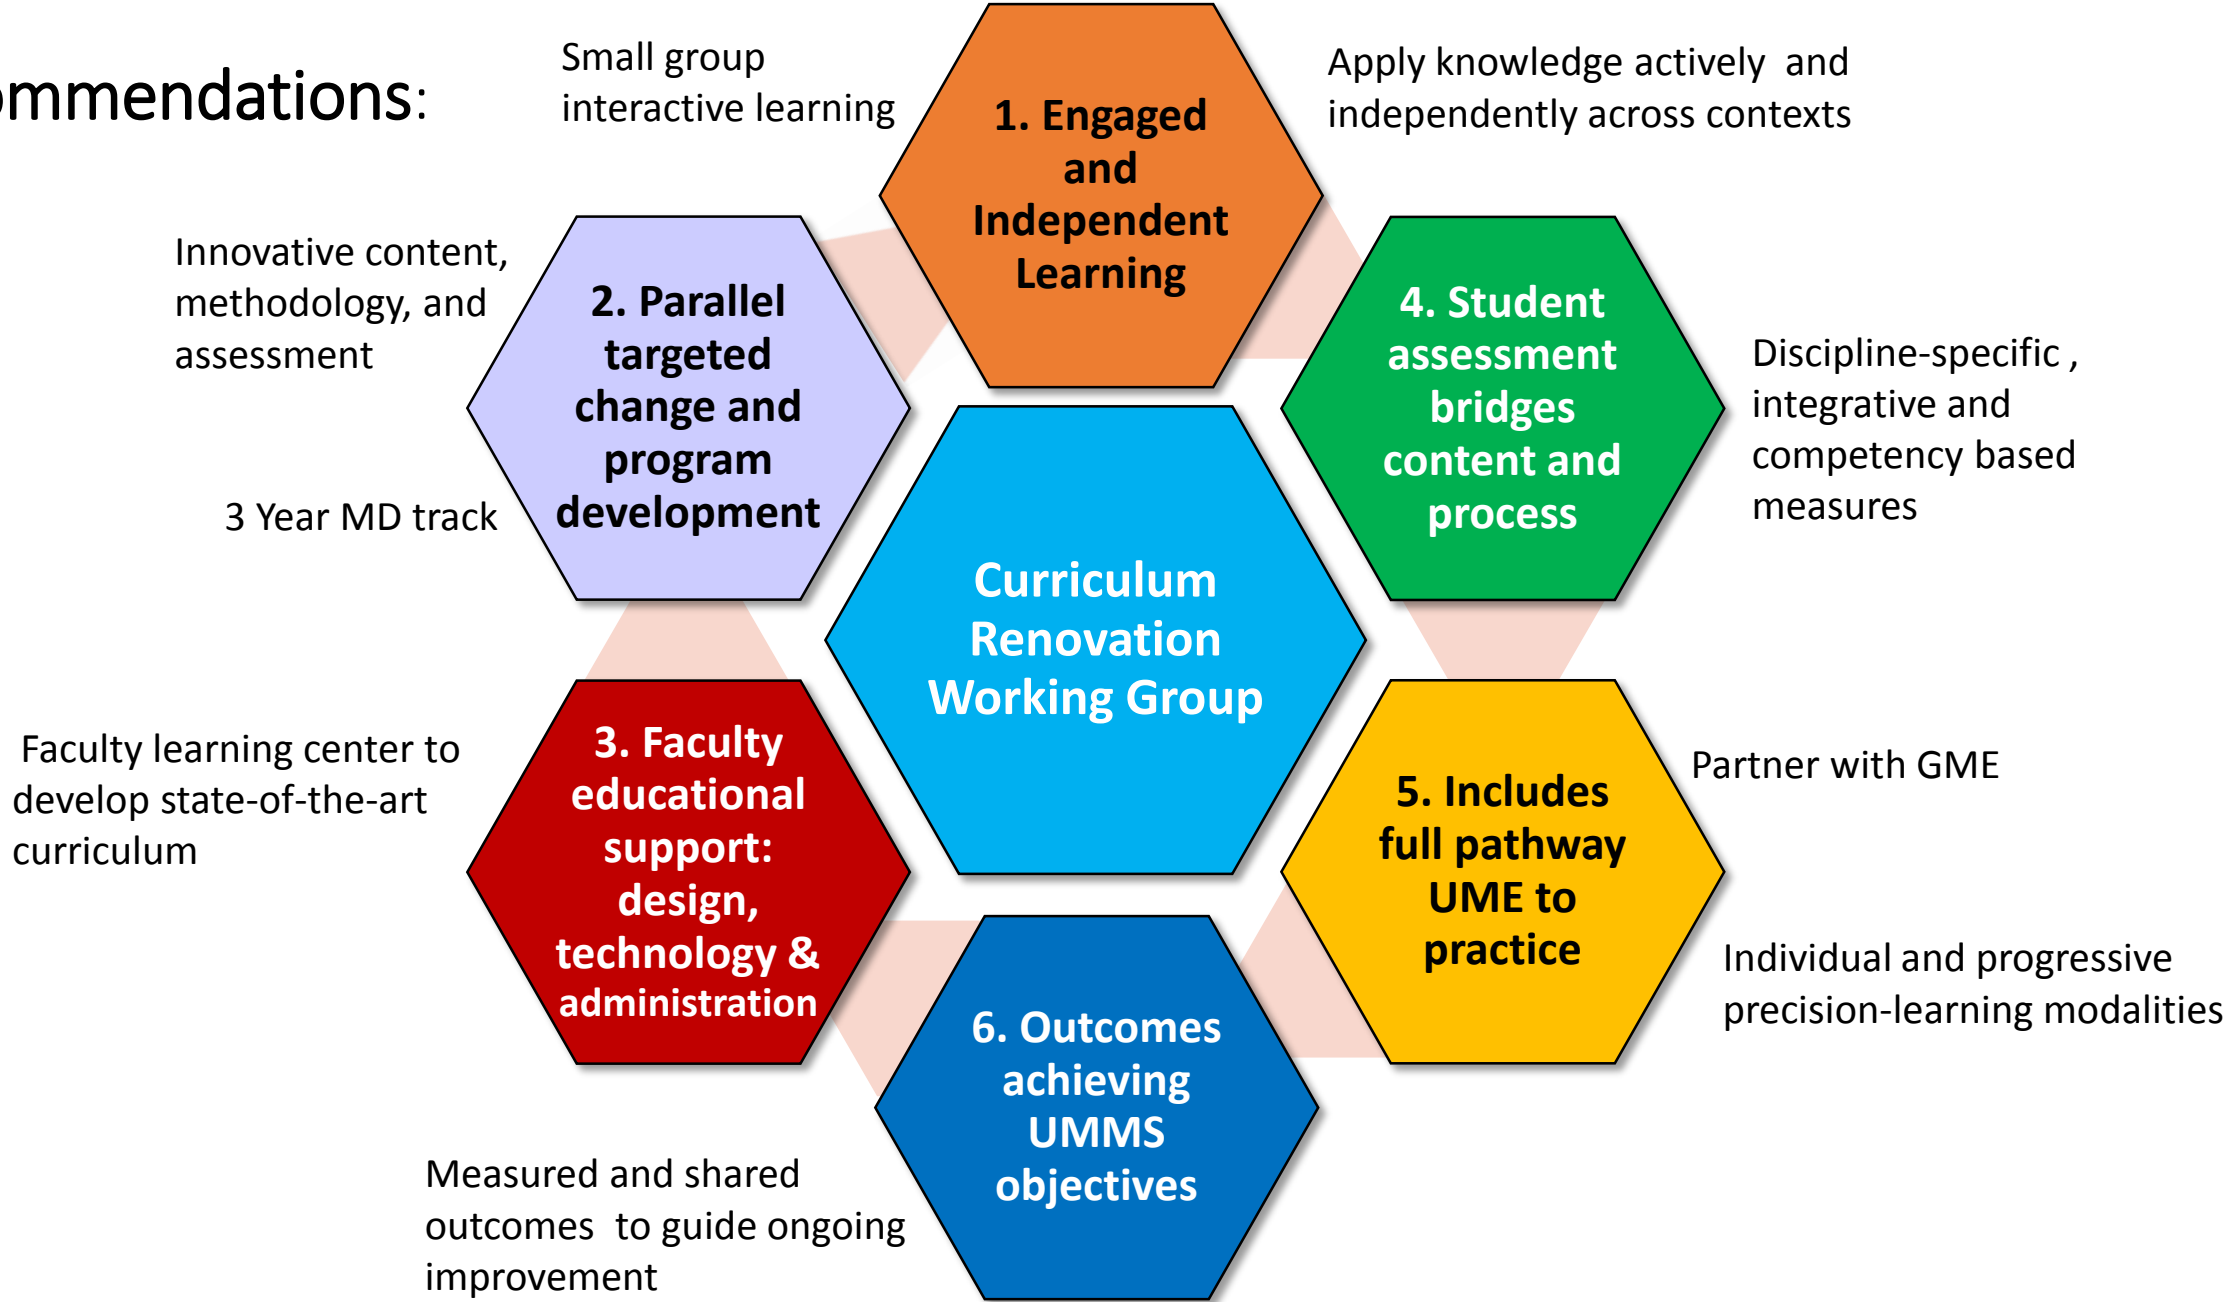 ommendations:
Small group
interactive learning
1. Engaged
and
Independent
Learning
Apply knowledge actively  and
independently across contexts
Innovative content,
methodology, and
assessment
3 Year MD track
2. Parallel
targeted
change and
program
development
4. Student
assessment
bridges
content and
process
Discipline-specific ,
integrative and
competency based
measures
Curriculum
Renovation
Working Group
Faculty learning center to
develop state-of-the-art
curriculum
3. Faculty
educational
support:
design,
technology &
administration
5. Includes
full pathway
UME to
practice
Partner with GME
Individual and progressive
precision-learning modalities
6. Outcomes
achieving
UMMS
objectives
Measured and shared
outcomes  to guide ongoing
improvement